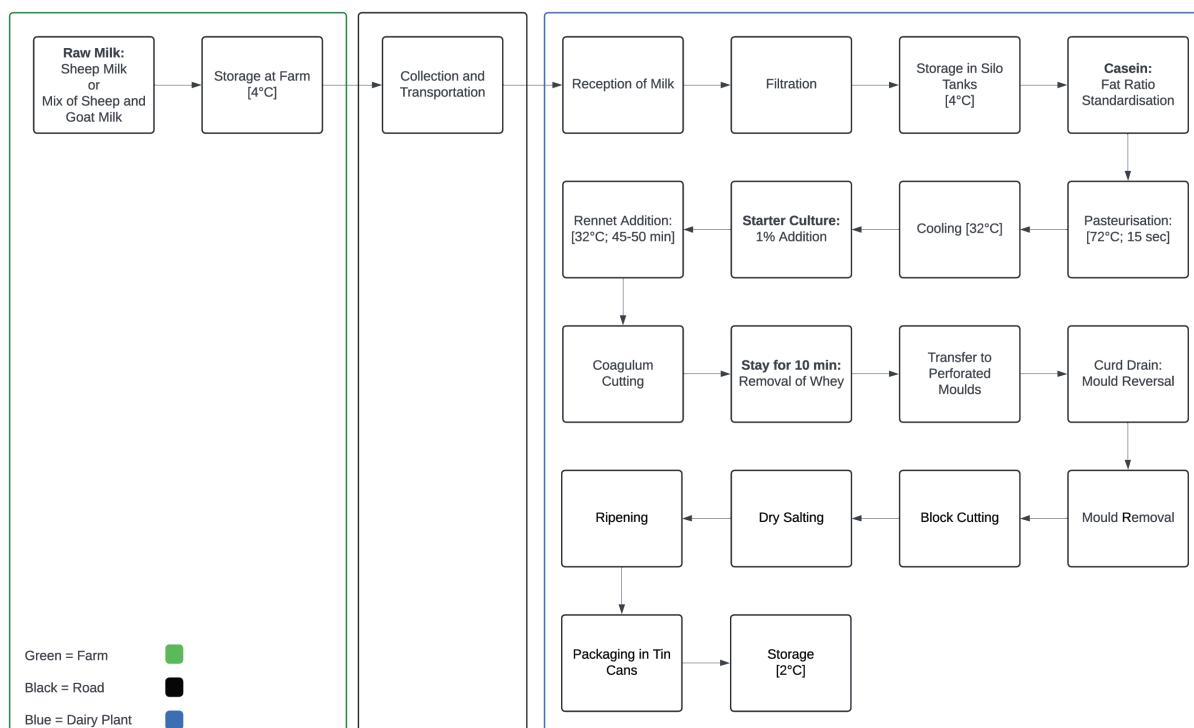 Raw Milk:
Sheep Milk
or
Mix of Sheep and
Goat Milk
Storage at Farm
[4°C]
Collection and
Transportation
Reception of Milk
Filtration
Storage in Silo
Tanks
[4°C]
Casein:
Fat Ratio
Standardisation
Pasteurisation:
[72°C; 15 sec]
Cooling [32°C]
Starter Culture:
1% Addition
Rennet Addition:
[32°C; 45-50 min]
Coagulum
Cutting
Stay for 10 min:
Removal of Whey
Transfer to
Perforated
Moulds
Curd Drain:
Mould Reversal
Mould Removal
Block Cutting
Dry Salting
Ripening
Packaging in Tin
Cans
Storage
[2°C]
Green = Farm
Black = Road
Blue = Dairy Plant